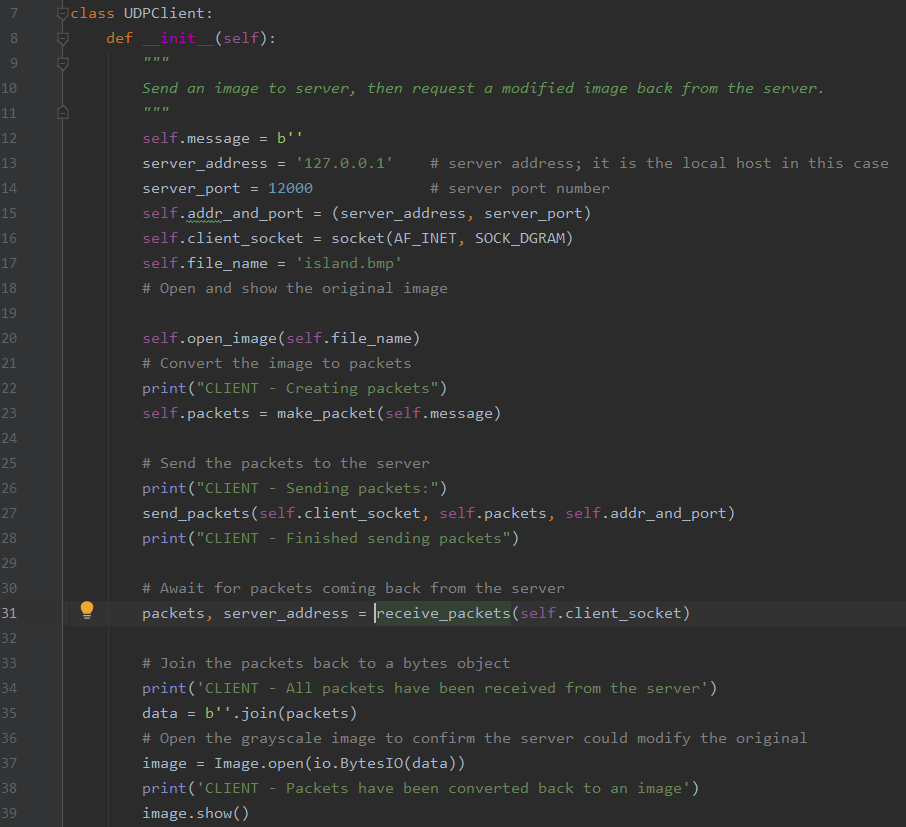 7 class UDPClient:
8 def __init__(self):
9 """
10 Send an image to server, then request a modified image back from the server.
11 """
12 self.message = b''
13 server_address = '127.0.0.1' # server address; it is the local host in this case
14 server_port = 12000 # server port number
15 self.addr_and_port = (server_address, server_port)
16 self.client_socket = socket(AF_INET, SOCK_DGRAM)
17 self.file_name = 'island.bmp'
18 # Open and show the original image
19
20 self.open_image(self.file_name)
21 # Convert the image to packets
22 print("CLIENT - Creating packets")
23 self.packets = make_packet(self.message)
24
25 # Send the packets to the server
26 print("CLIENT - Sending packets:")
27 send_packets(self.client_socket, self.packets, self.addr_and_port)
28 print("CLIENT - Finished sending packets")
29
30 # Await for packets coming back from the server
31 packets, server_address = receive_packets(self.client_socket)
32
33 # Join the packets back to a bytes object
34 print('CLIENT - All packets have been received from the server')
35 data = b''.join(packets)
36 # Open the grayscale image to confirm the server could modify the original
37 image = Image.open(io.BytesIO(data))
38 print('CLIENT - Packets have been converted back to an image')
39 image.show()